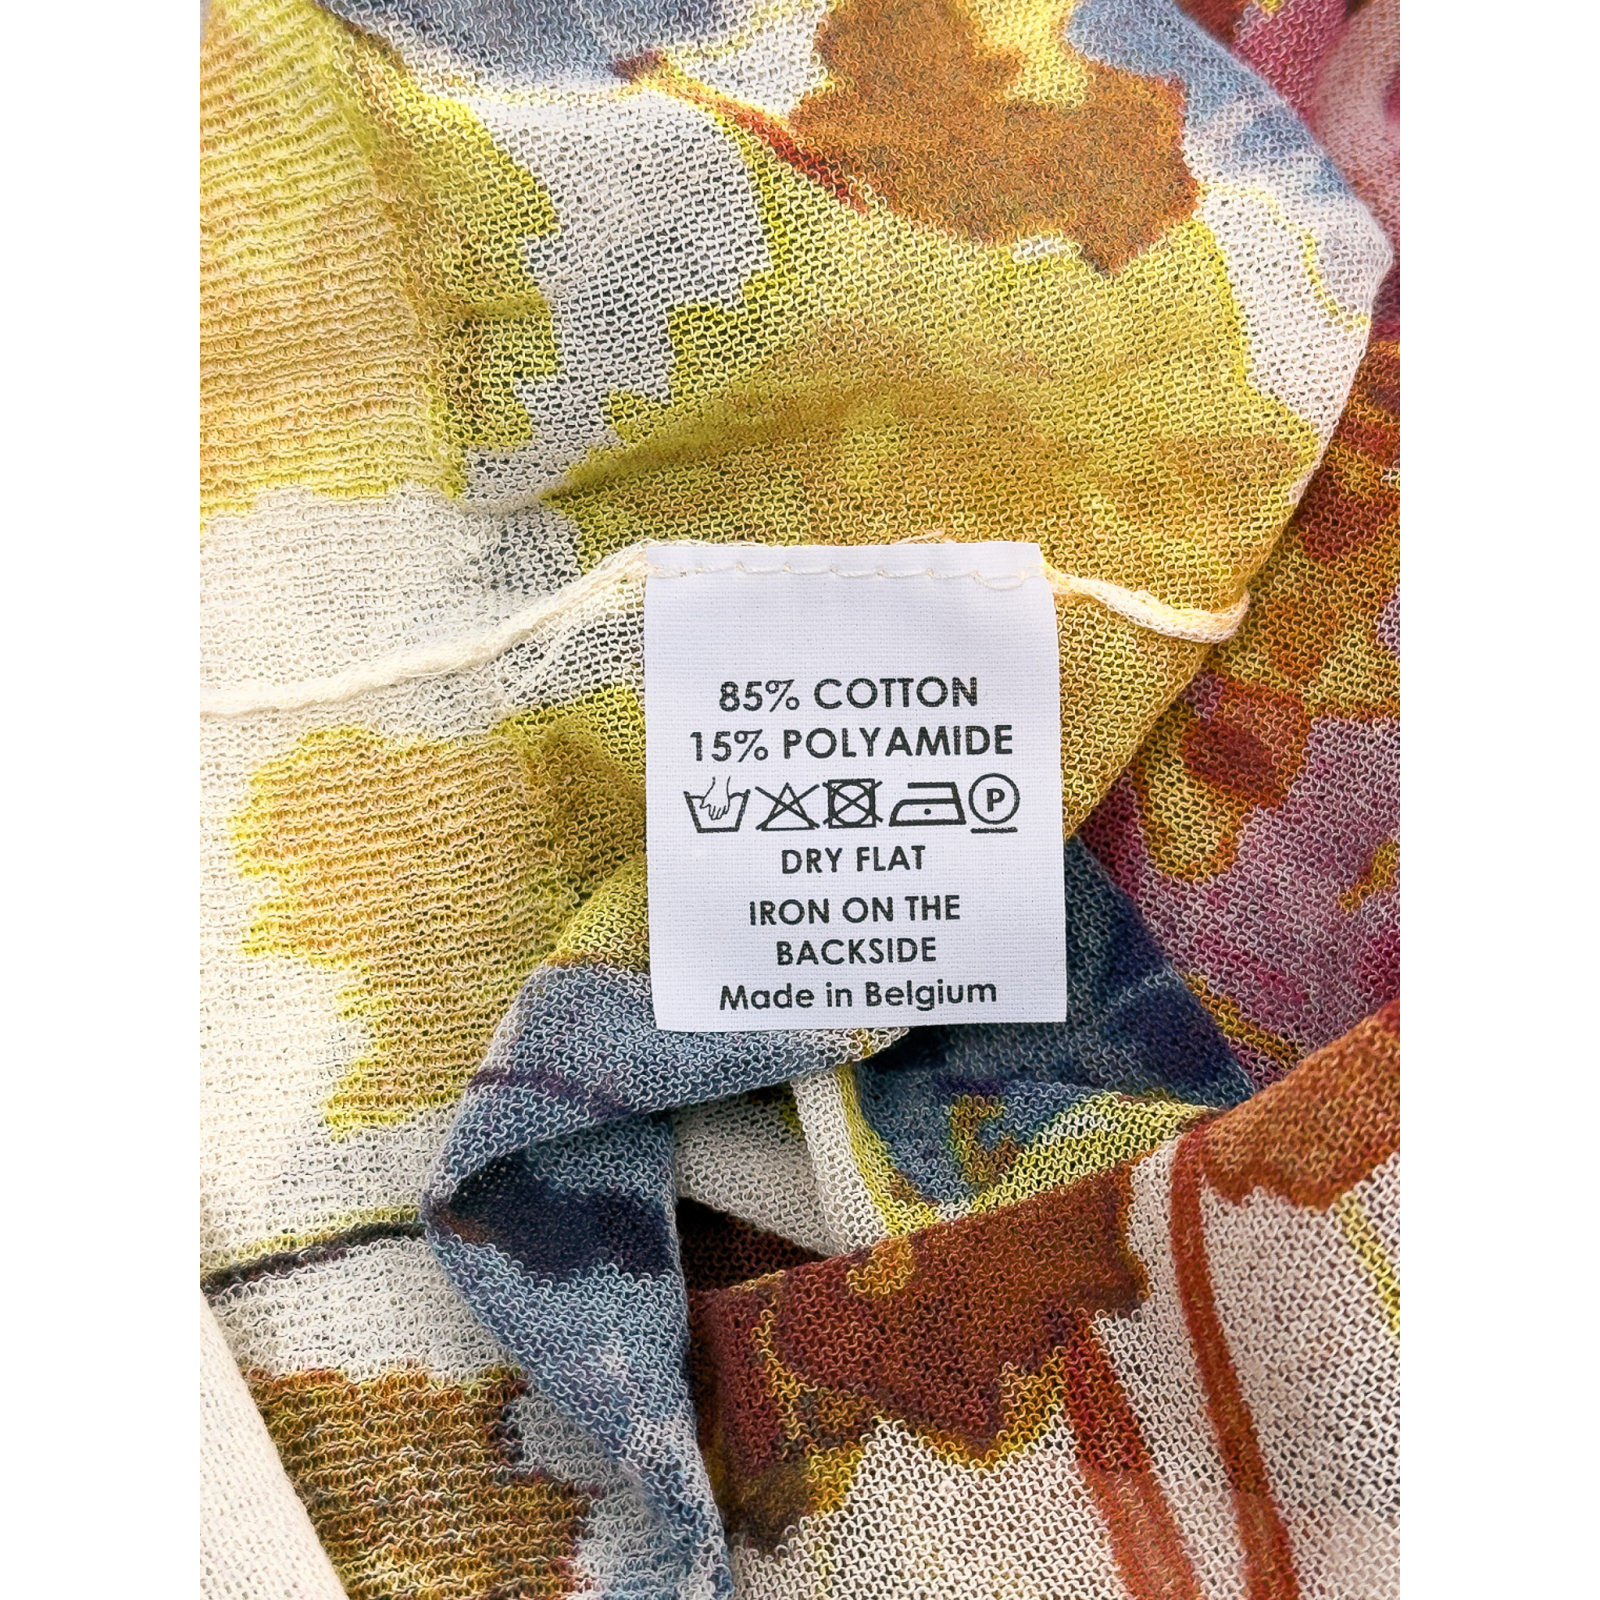 85% COTTON
15% POLYAMIDE
P
DRY FLAT
IRON ON THE
BACKSIDE
Made in Belgium